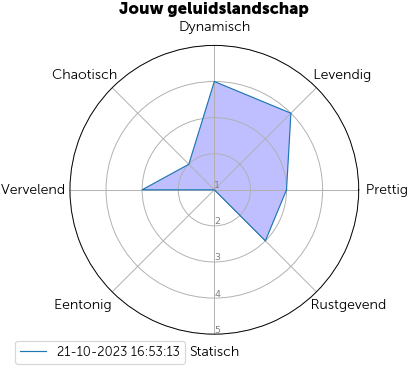 Jouw geluidslandschap
Dynamisch
Chaotisch
Levendig
Vervelend
1
Prettig
2
3
4
Eentonig
Rustgevend
5
21-10-2023 16:53:13
Statisch